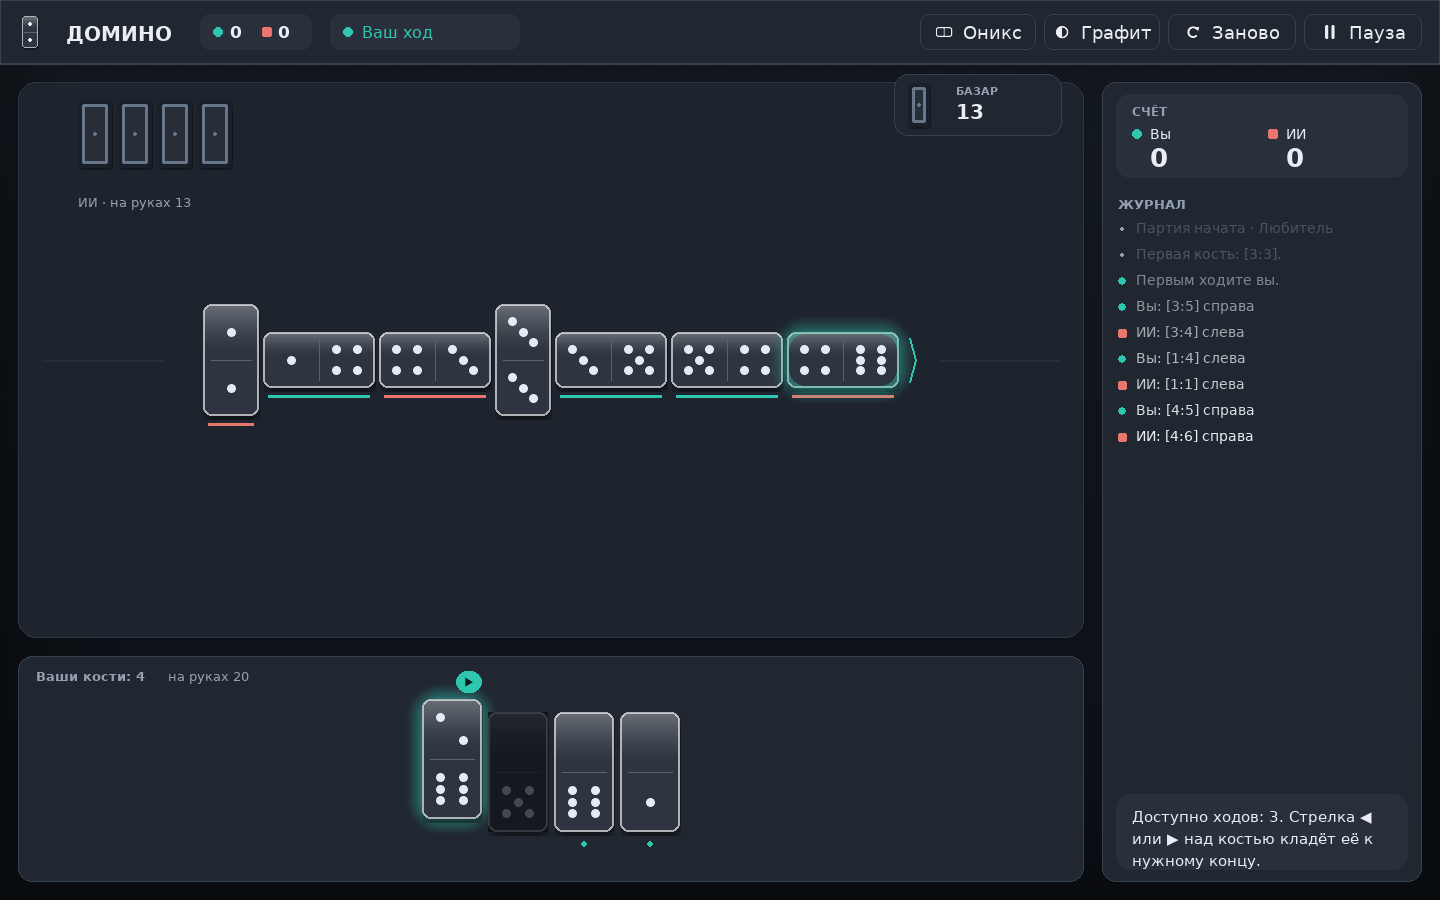 ДОМИНО
0 0
Ваш ход
Оникс
Графит
Заново
Пауза
БАЗАР
13
ИИ · на руках 13
СЧЁТ
Вы ИИ
0 0
ЖУРНАЛ
Партия начата · Любитель
Первая кость: [3:3].
Первым ходите вы.
Вы: [3:5] справа
ИИ: [3:4] слева
Вы: [1:4] слева
ИИ: [1:1] слева
Вы: [4:5] справа
ИИ: [4:6] справа
Доступно ходов: 3. Стрелка ◀
или ▶ над костью кладёт её к
нужному концу.
Ваши кости: 4 на руках 20